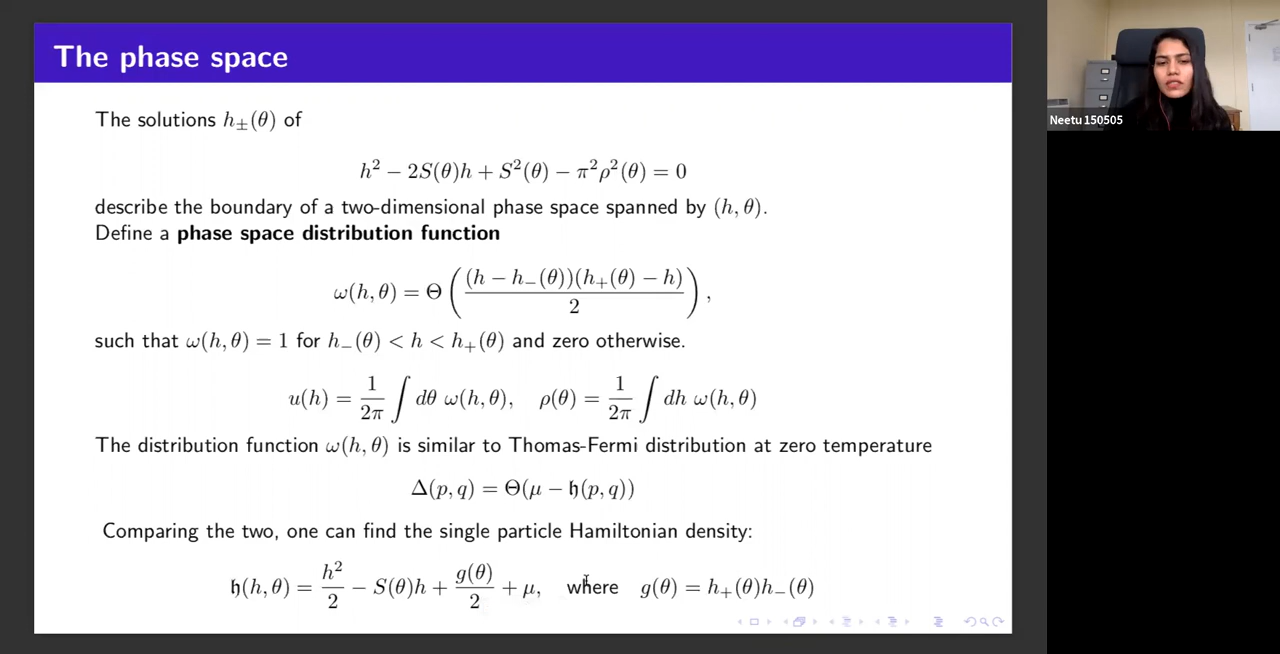 The phase space
The solutions h±(θ) of
h² − 2S(θ)h + S²(θ) − π²ρ²(θ) = 0
describe the boundary of a two-dimensional phase space spanned by (h, θ).
Define a phase space distribution function
ω(h, θ) = Θ ( (h − h₋(θ))(h₊(θ) − h) / 2 ) ,
such that ω(h, θ) = 1 for h₋(θ) < h < h₊(θ) and zero otherwise.
u(h) = 1/2π ∫ dθ ω(h, θ), ρ(θ) = 1/2π ∫ dh ω(h, θ)
The distribution function ω(h, θ) is similar to Thomas-Fermi distribution at zero temperature
Δ(p, q) = Θ(μ − 𝔥(p, q))
Comparing the two, one can find the single particle Hamiltonian density:
𝔥(h, θ) = h²/2 − S(θ)h + g(θ)/2 + μ, where g(θ) = h₊(θ)h₋(θ)
Neetu 150505